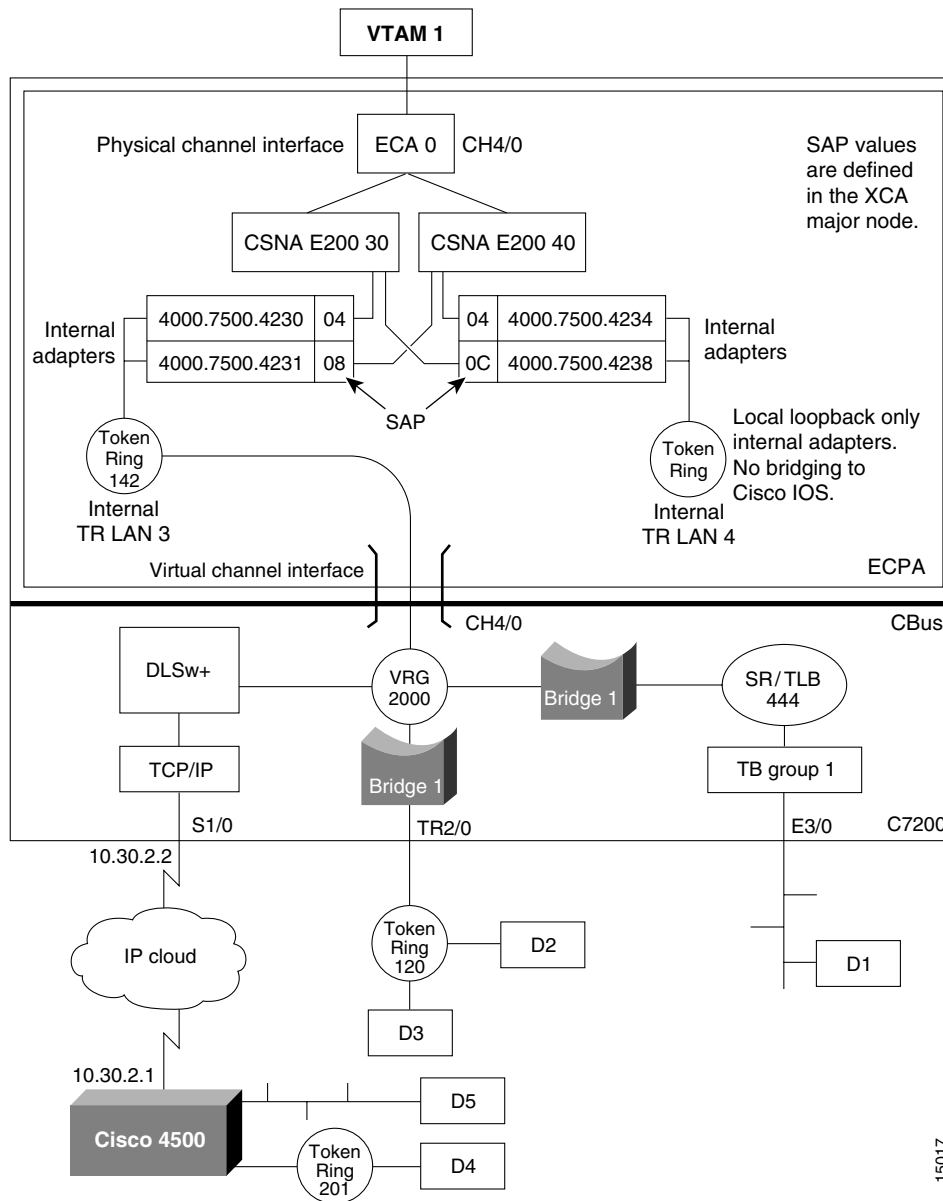 VTAM 1
Physical channel interface
ECA 0
CH4/0
SAP values
are defined
in the XCA
major node.
CSNA E200 30
CSNA E200 40
Internal
adapters
4000.7500.4230
04
4000.7500.4231
08
04
4000.7500.4234
0C
4000.7500.4238
Internal
adapters
SAP
Token
Ring
142
Internal
TR LAN 3
Token
Ring
Internal
TR LAN 4
Local loopback only
internal adapters.
No bridging to
Cisco IOS.
Virtual channel interface
ECPA
CH4/0
CBus
DLSw+
VRG
2000
Bridge 1
SR/TLB
444
TCP/IP
Bridge 1
TB group 1
S1/0
TR2/0
E3/0
C7200
10.30.2.2
IP cloud
Token
Ring
120
D2
D1
D3
10.30.2.1
Cisco 4500
D5
Token
Ring
201
D4
15017